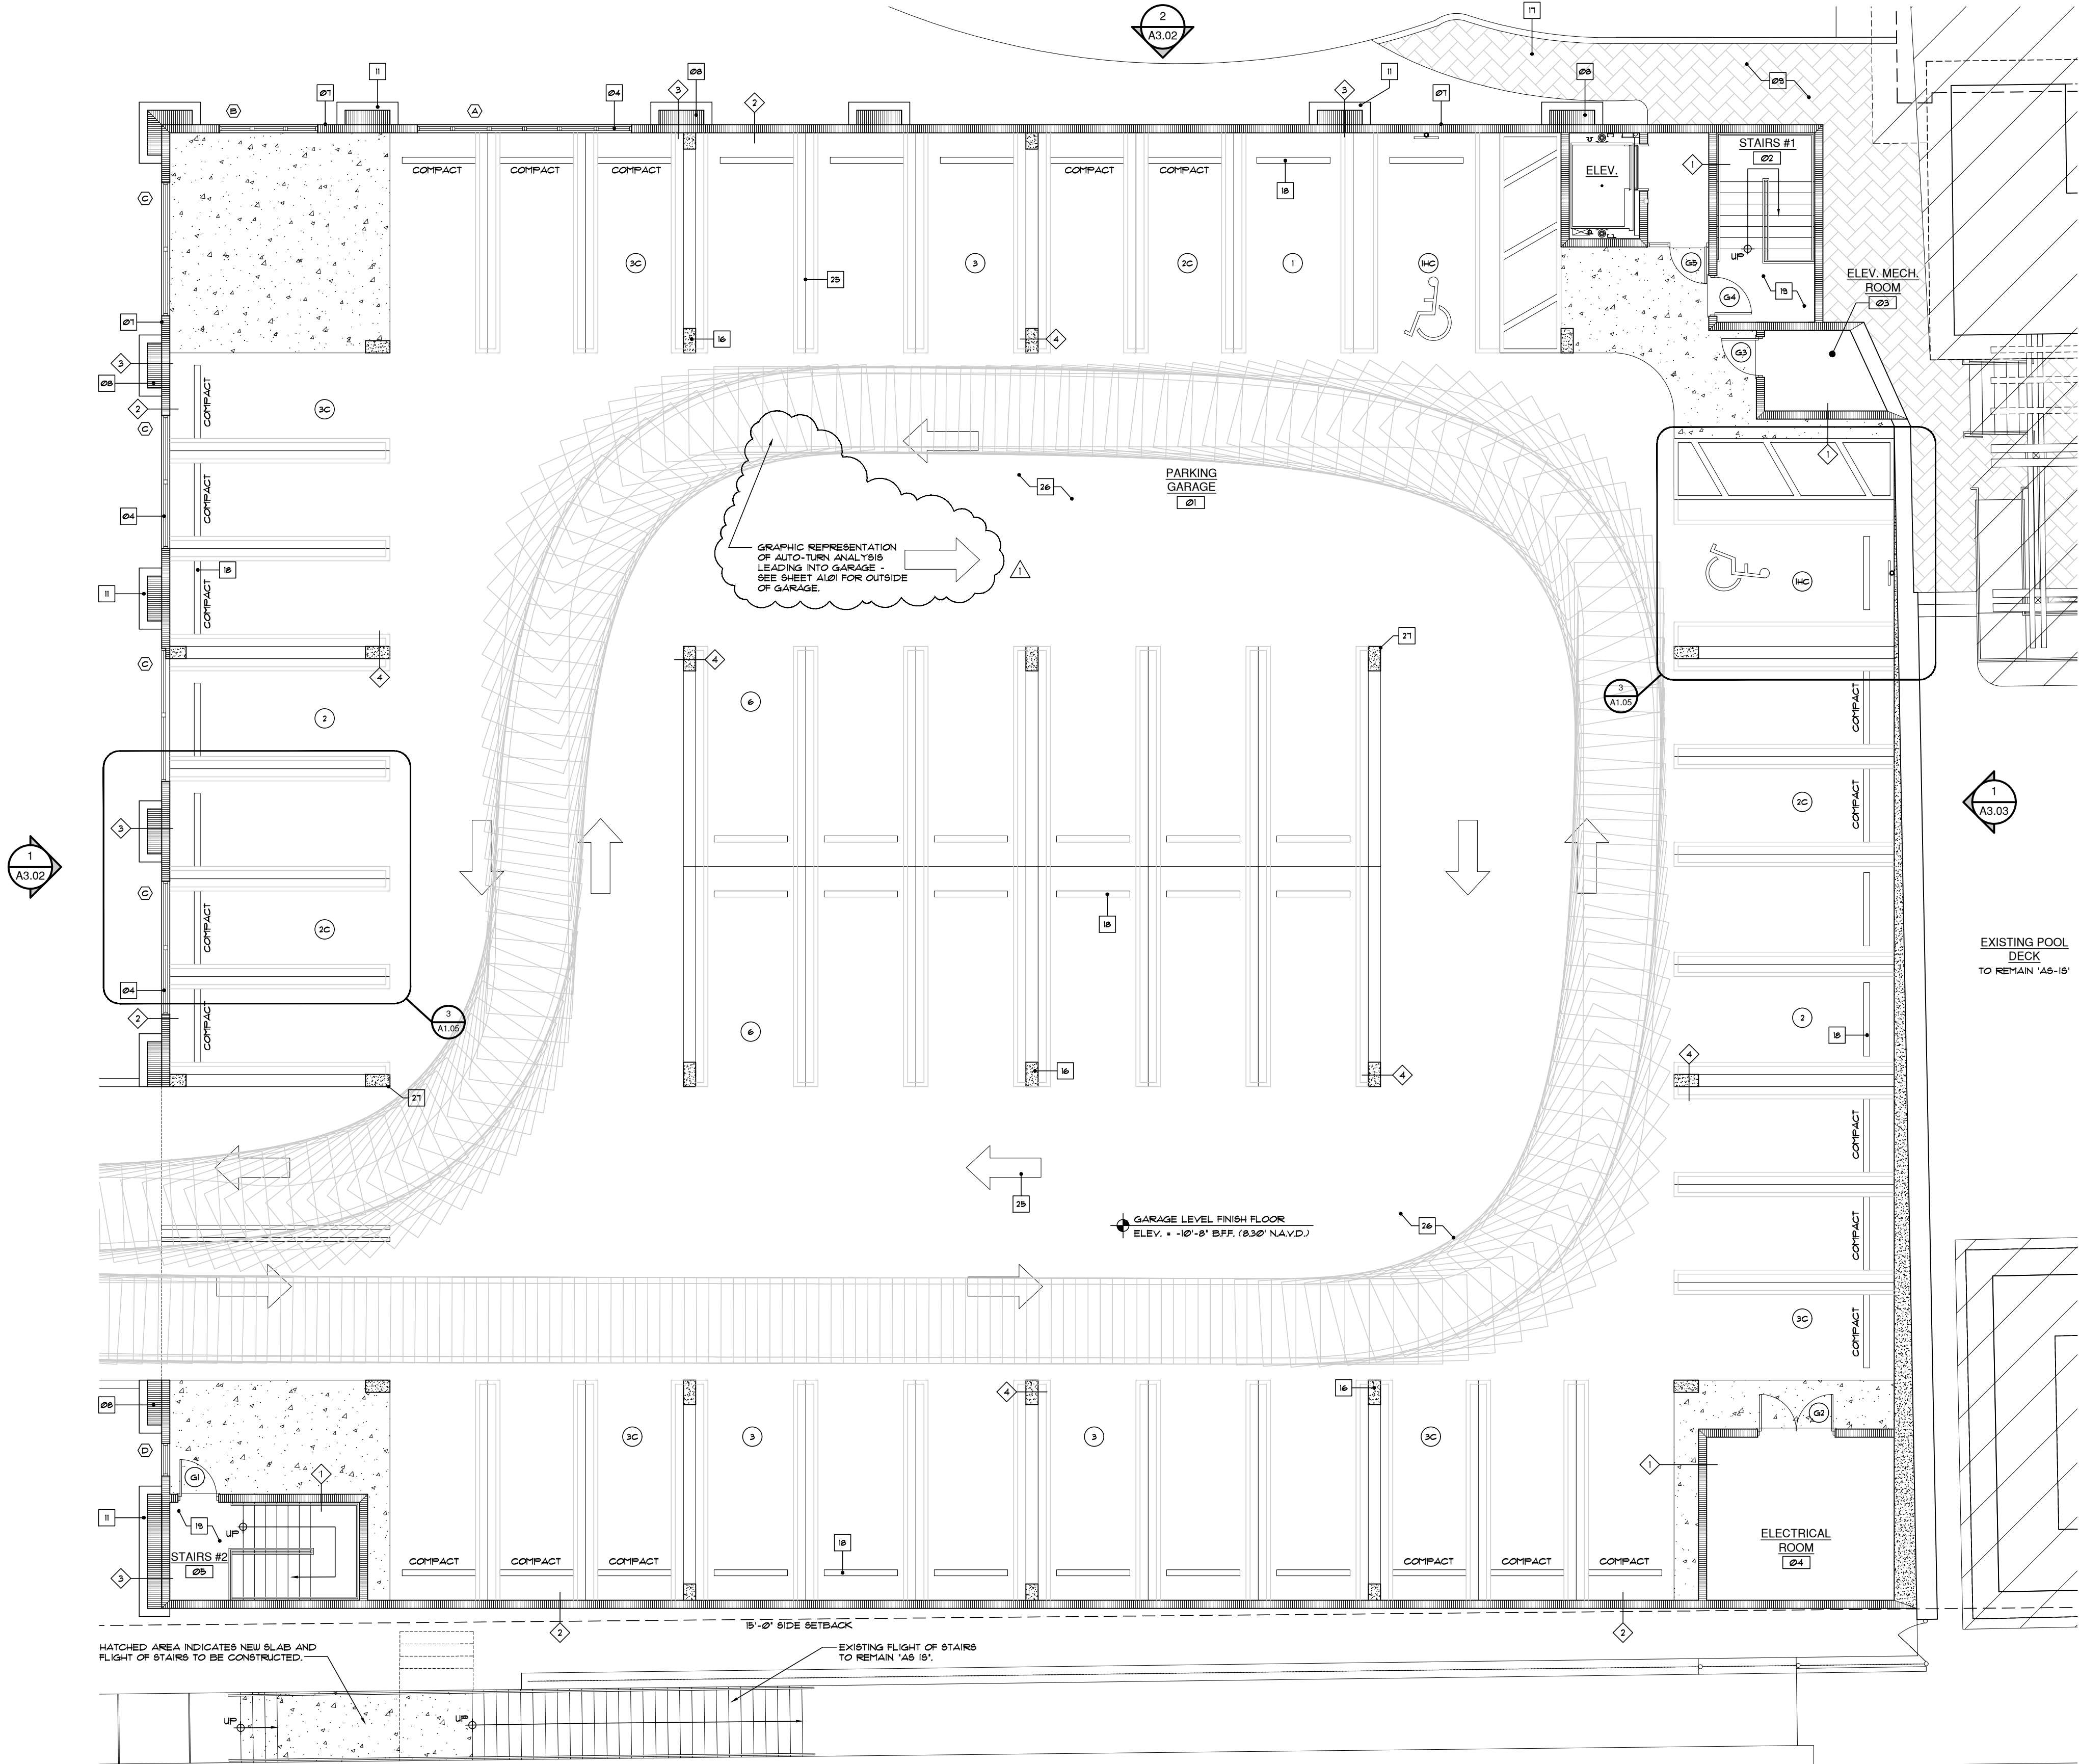 2
A3.02
17
11
08
3
2
11
3
07
08
09
07
B
A
04
C
COMPACT
COMPACT
COMPACT
COMPACT
COMPACT
18
ELEV.
1
STAIRS #1
02
UP
3C
25
3
2C
1
1HC
G5
G4
19
ELEV. MECH.
ROOM
03
07
16
4
G3
3
08
2
C
COMPACT
3C
1
PARKING
GARAGE
01
26
COMPACT
04
GRAPHIC REPRESENTATION
OF AUTO-TURN ANALYSIS
LEADING INTO GARAGE -
SEE SHEET A1.01 FOR OUTSIDE
OF GARAGE.
1
18
COMPACT
11
1HC
27
C
4
4
3
A1.05
6
2
COMPACT
COMPACT
2C
1
A3.03
3
1
A3.02
C
18
COMPACT
2C
04
EXISTING POOL
DECK
TO REMAIN 'AS-IS'
2
COMPACT
3
A1.05
6
2
18
4
16
4
27
COMPACT
25
GARAGE LEVEL FINISH FLOOR
ELEV. = -10'-8" B.F.F. (8.30' N.A.V.D.)
26
COMPACT
3C
COMPACT
08
4
16
D
3C
3
3
3C
G2
G1
1
1
11
19
UP
STAIRS #2
05
3
18
COMPACT
COMPACT
COMPACT
COMPACT
COMPACT
COMPACT
ELECTRICAL
ROOM
04
15'-0" SIDE SETBACK
2
2
HATCHED AREA INDICATES NEW SLAB AND
FLIGHT OF STAIRS TO BE CONSTRUCTED.
EXISTING FLIGHT OF STAIRS
TO REMAIN "AS IS".
UP
UP